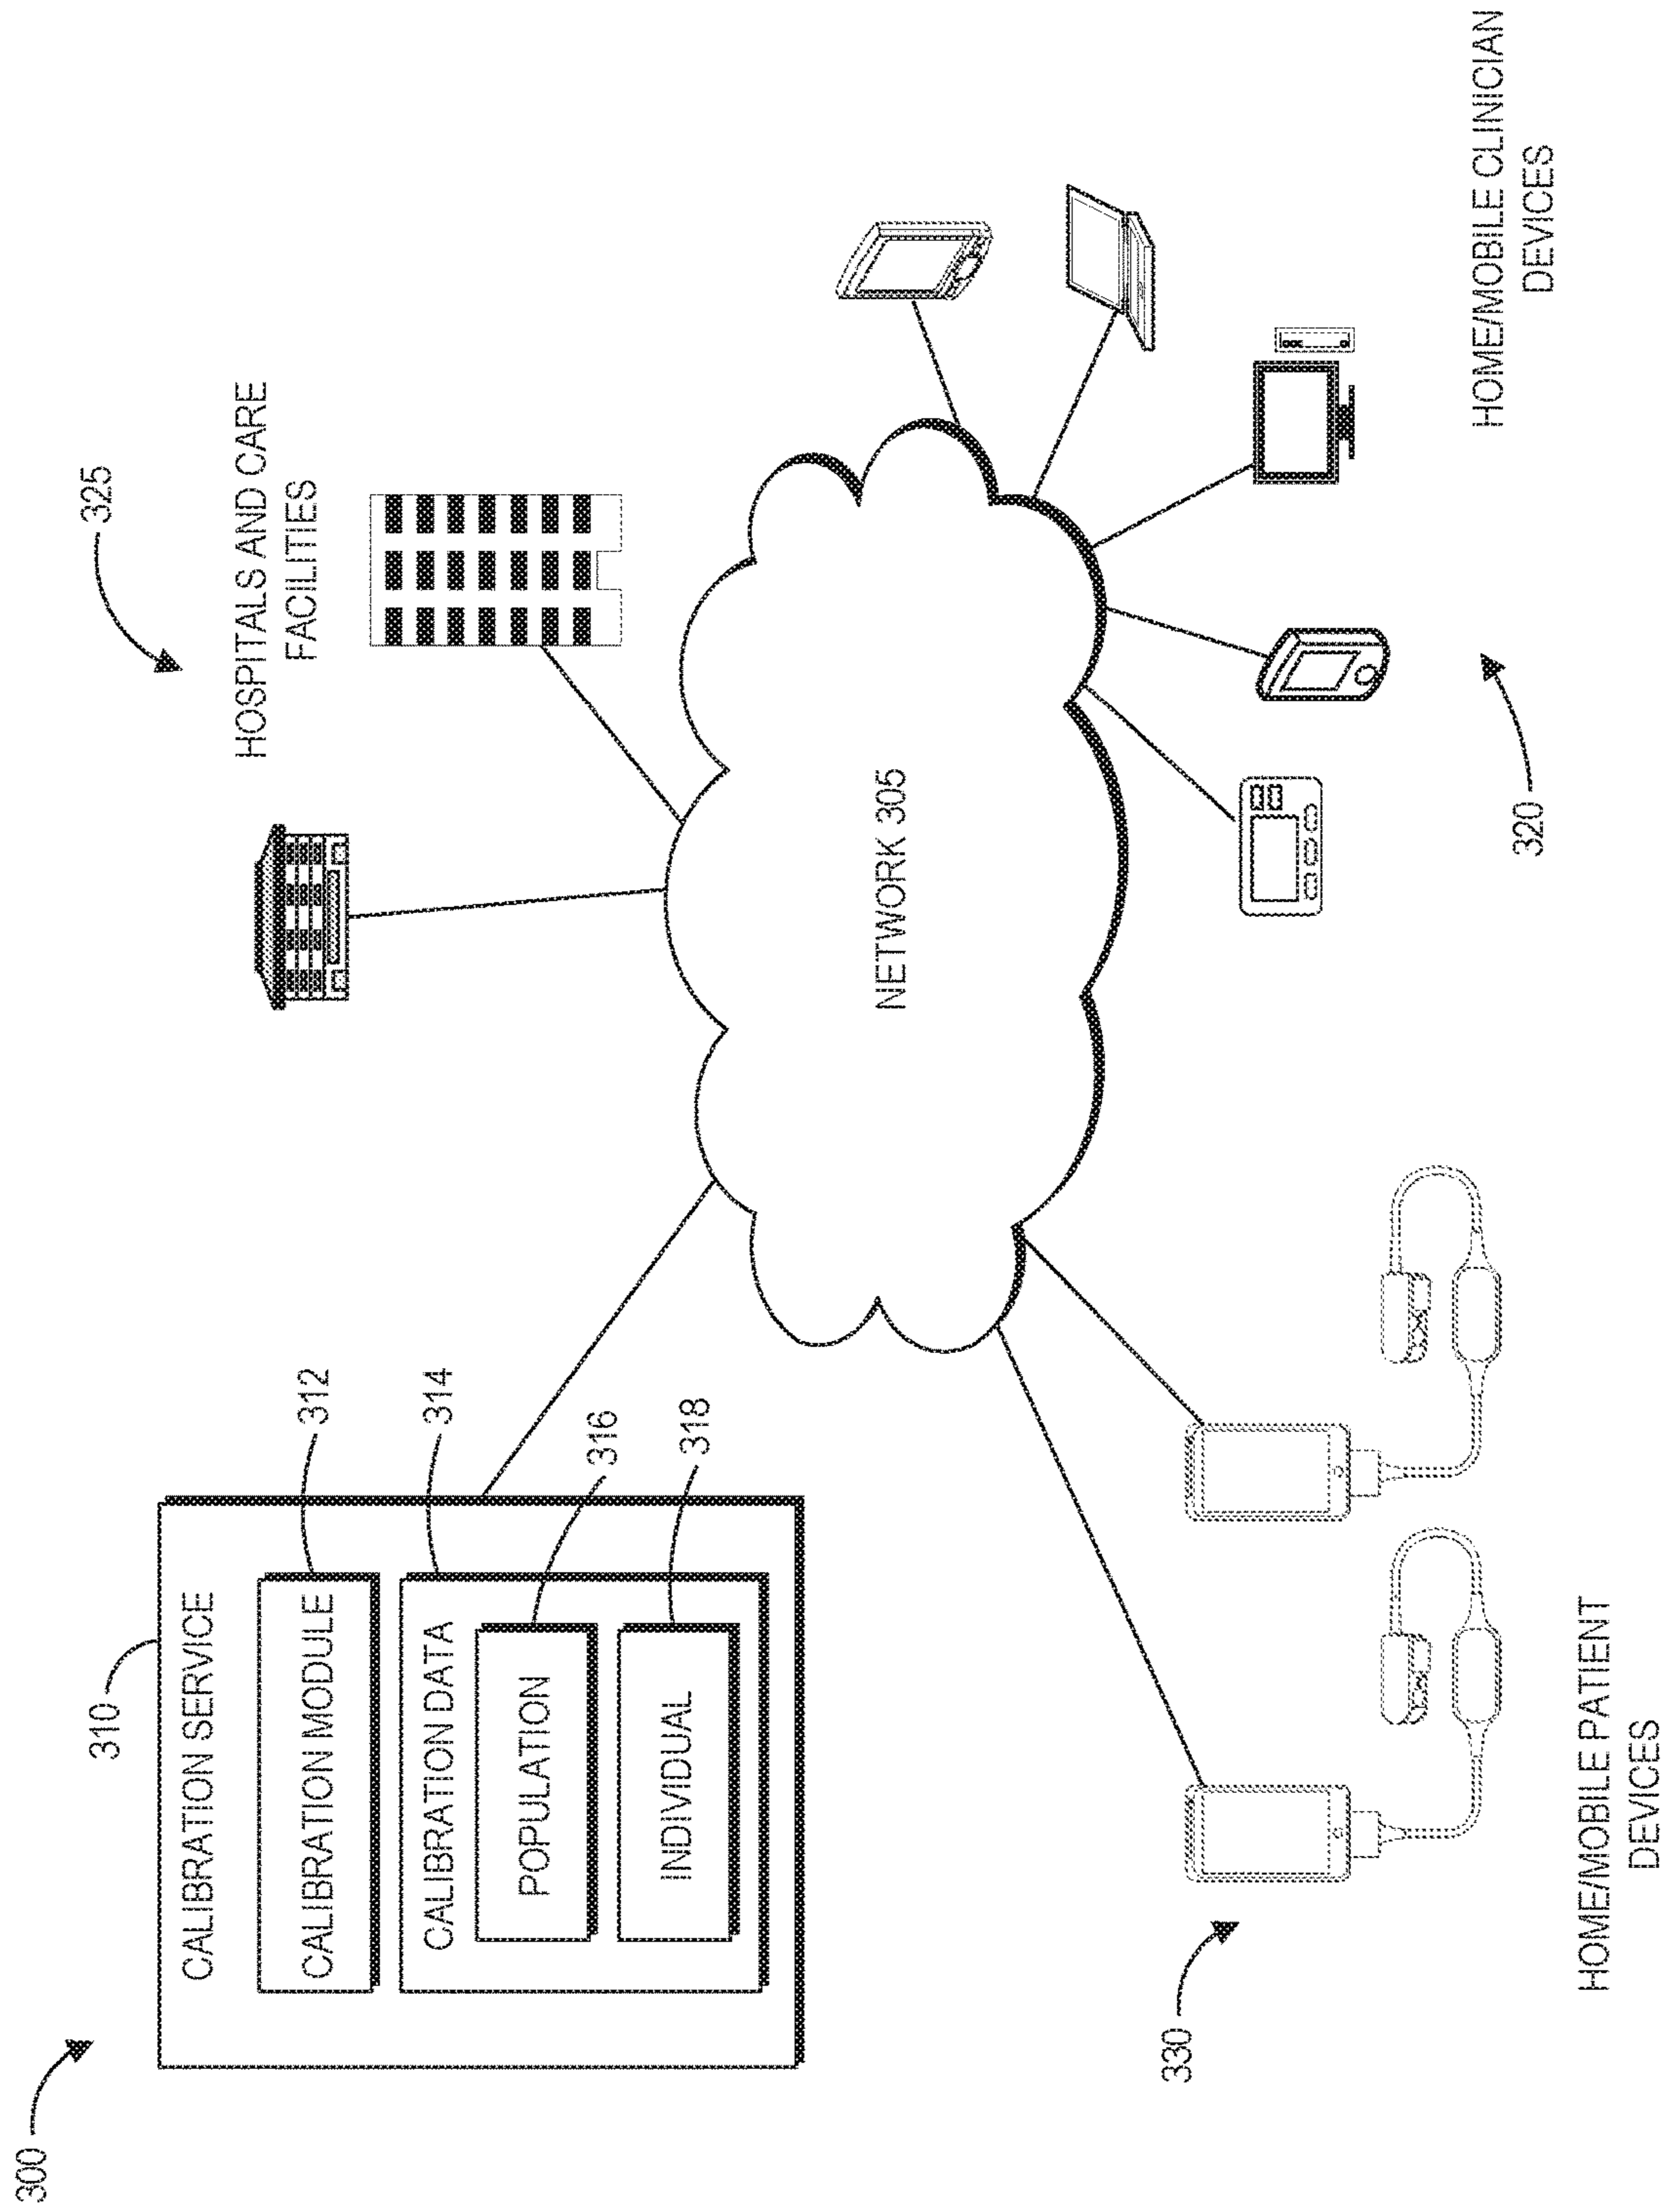 300
310
CALIBRATION SERVICE
CALIBRATION MODULE
312
CALIBRATION DATA
314
POPULATION
316
INDIVIDUAL
318
325
HOSPITALS AND CARE
FACILITIES
NETWORK 305
330
HOME/MOBILE PATIENT
DEVICES
320
HOME/MOBILE CLINICIAN
DEVICES